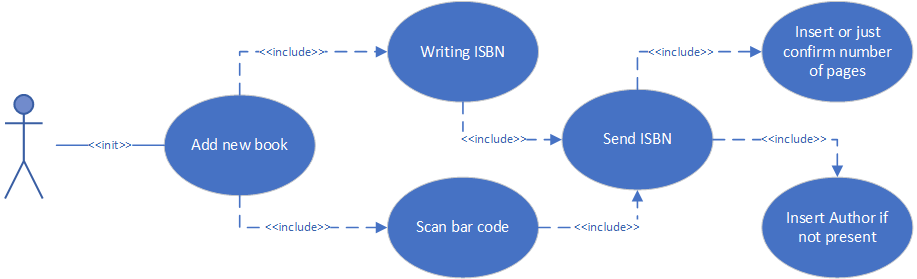 <<include>>
Writing ISBN
<<include>>
Insert or just
confirm number
of pages
<<init>>
Add new book
<<include>>
Send ISBN
<<include>>
<<include>>
Scan bar code
<<include>>
Insert Author if
not present